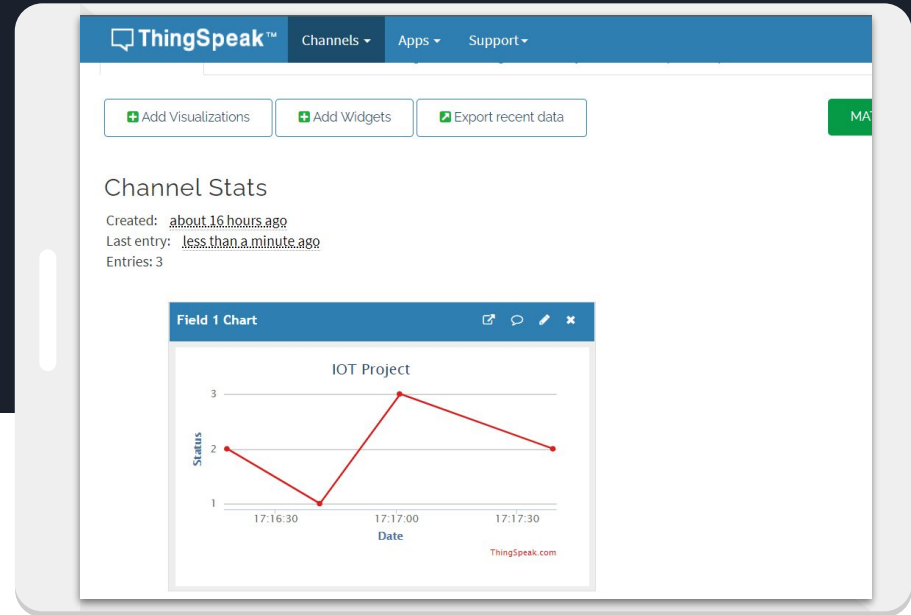 ThingSpeak™ Channels Apps Support
Add Visualizations Add Widgets Export recent data
Channel Stats
Created: about 16 hours ago
Last entry: less than a minute ago
Entries: 3
Field 1 Chart
IOT Project
3
2
1
Status
17:16:30 17:17:00 17:17:30
Date
ThingSpeak.com